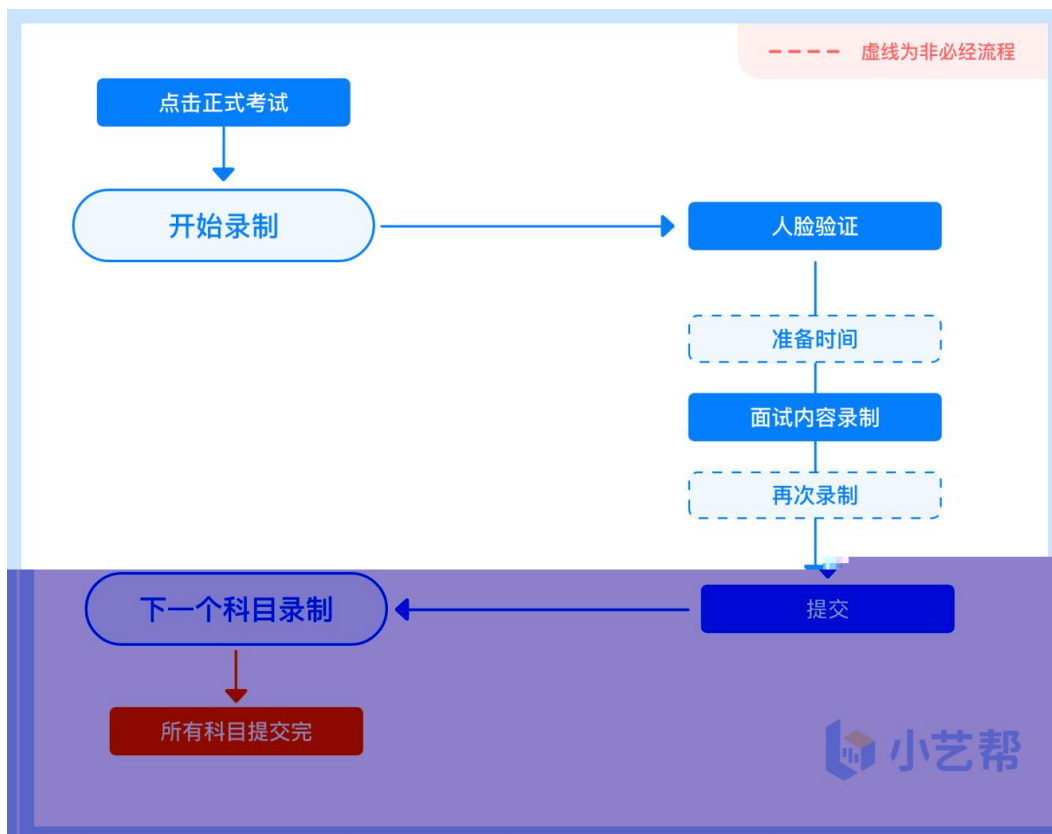 虚线为非必经流程
点击正式考试
开始录制
人脸验证
准备时间
面试内容录制
再次录制
提交
下一个科目录制
所有科目提交完
小艺帮